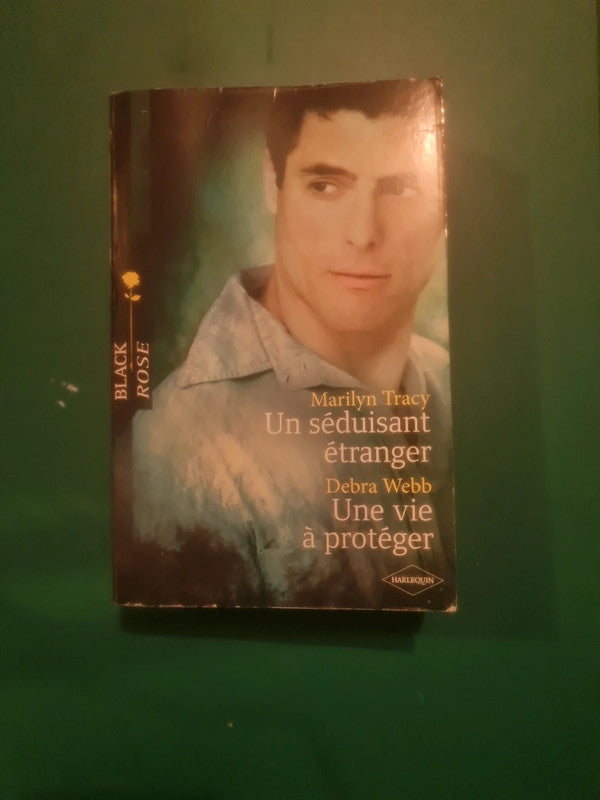 BLACK
ROSE
Marilyn Tracy
Un séduisant
étranger
Debra Webb
Une vie
à protéger
HARLEQUIN